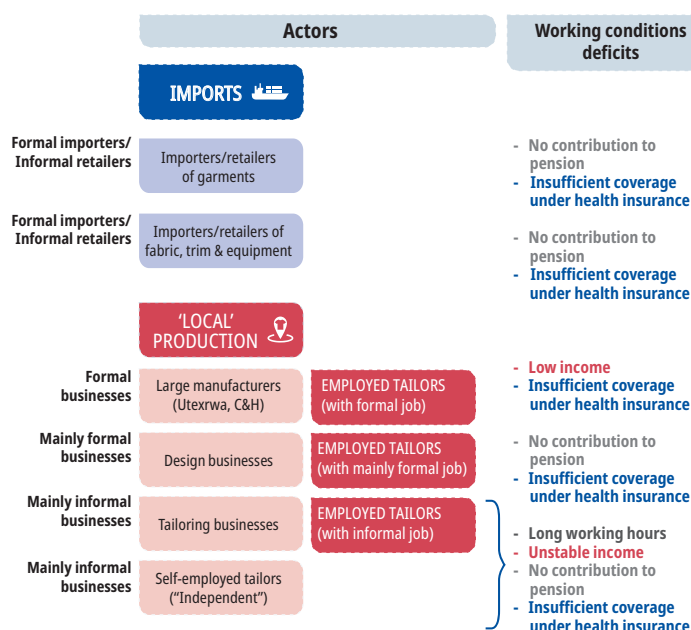 Actors
Working conditions
deficits
IMPORTS
Formal importers/
Informal retailers
Importers/retailers
of garments
- No contribution to
pension
- Insufficient coverage
under health insurance
Formal importers/
Informal retailers
Importers/retailers of
fabric, trim & equipment
- No contribution to
pension
- Insufficient coverage
under health insurance
'LOCAL'
PRODUCTION
Formal
businesses
Large manufacturers
(Utexrwa, C&H)
EMPLOYED TAILORS
(with formal job)
- Low income
- Insufficient coverage
under health insurance
Mainly formal
businesses
Design businesses
EMPLOYED TAILORS
(with mainly formal job)
- No contribution to
pension
- Insufficient coverage
under health insurance
Mainly informal
businesses
Tailoring businesses
EMPLOYED TAILORS
(with informal job)
Mainly informal
businesses
Self-employed tailors
("Independent")
- Long working hours
- Unstable income
- No contribution to
pension
- Insufficient coverage
under health insurance